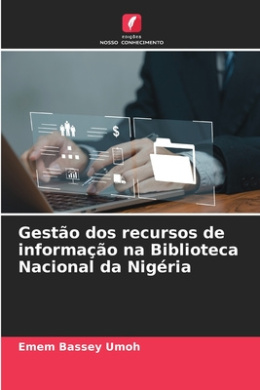 edições
NOSSO CONHECIMENTO
$
Gestão dos recursos de
informação na Biblioteca
Nacional da Nigéria
Emem Bassey Umoh